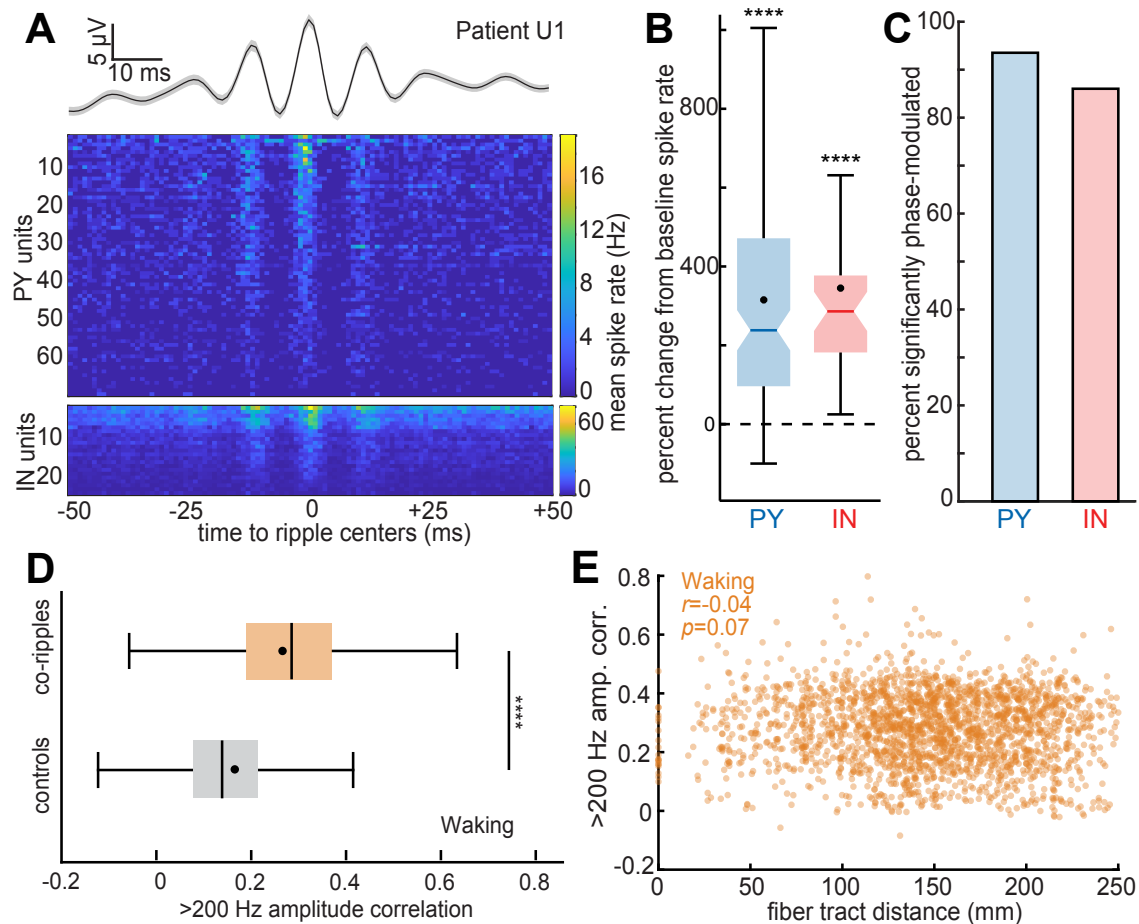 A
5 µV
10 ms
Patient U1
PY units
10
20
30
40
50
60
IN units
10
20
-50
-25
0
+25
+50
time to ripple centers (ms)
16
12
8
4
0
60
0
mean spike rate (Hz)
B
percent change from baseline spike rate
800
400
0
****
****
PY
IN
C
percent significantly phase-modulated
100
80
60
40
20
0
PY
IN
D
co-ripples
controls
****
Waking
-0.2
0
0.2
0.4
0.6
0.8
>200 Hz amplitude correlation
E
>200 Hz amp. corr.
0.8
0.6
0.4
0.2
0
-0.2
Waking
r=-0.04
p=0.07
0
50
100
150
200
250
fiber tract distance (mm)